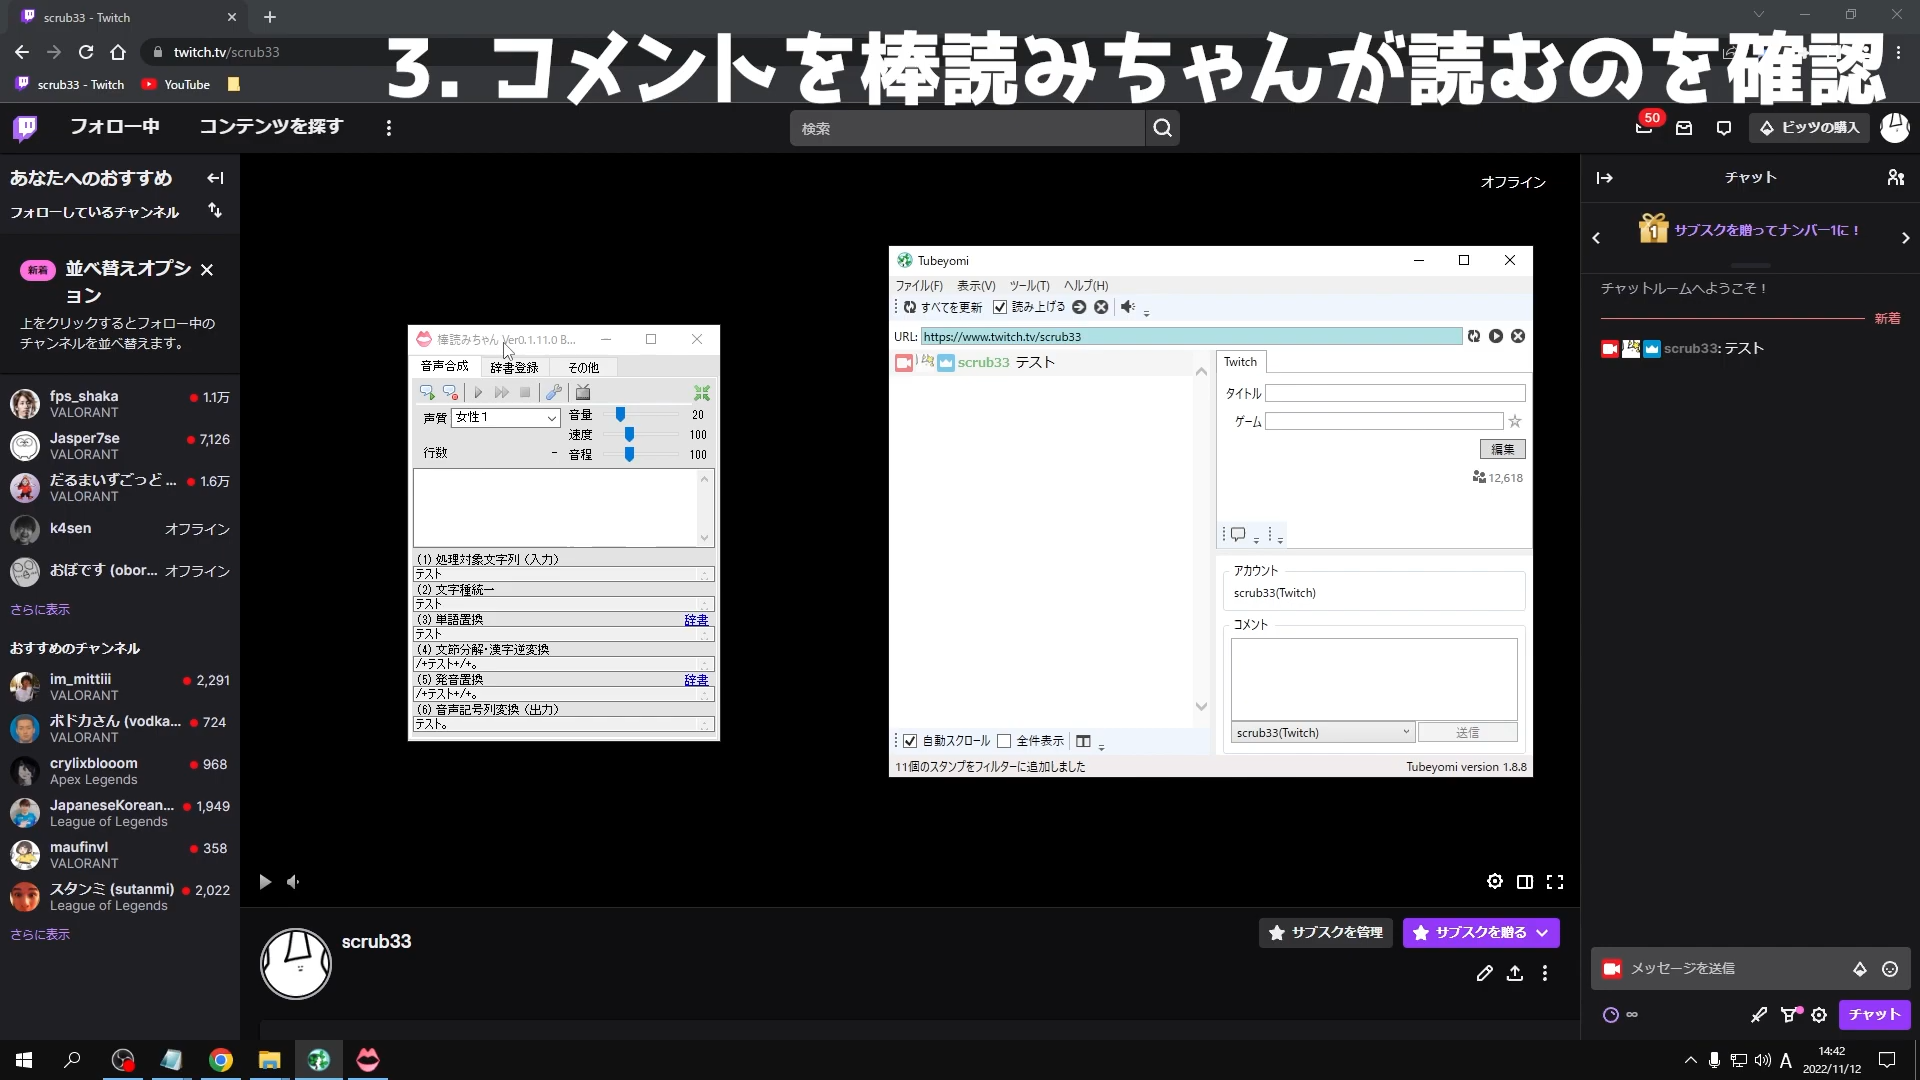 scrub33 - Twitch
twitch.tv/scrub33
3. コメントを棒読みちゃんが読むのを確認
scrub33 - Twitch
YouTube
フォロー中
コンテンツを探す
検索
50
ビッツの購入
あなたへのおすすめ
フォローしているチャンネル
新着
並べ替えオプション
上をクリックするとフォロー中の
チャンネルを並べ替えます。
fps_shaka
1.1万
VALORANT
Jasper7se
7,126
VALORANT
だるまいずごっど ...
1.6万
VALORANT
k4sen
オフライン
おぼです (obor...
オフライン
さらに表示
おすすめのチャンネル
im_mittiii
2,291
VALORANT
ボドカさん (vodka...
724
VALORANT
crylixblooom
968
Apex Legends
JapaneseKorean...
1,949
League of Legends
maufinvl
358
VALORANT
スタンミ (sutanmi)
2,022
League of Legends
さらに表示
オフライン
棒読みちゃん Ver0.1.11.0 B...
音声合成
辞書登録
その他
声質
女性１
音量
20
速度
100
行数
-
音程
100
(1) 処理対象文字列（入力）
テスト
(2) 文字種統一
テスト
(3) 単語置換
辞書
テスト
(4) 文節分解・漢字逆変換
/+テスト+/+。
(5) 発音置換
辞書
/+テスト+/+。
(6) 音声記号列変換（出力）
テスト。
Tubeyomi
ファイル(F)
表示(V)
ツール(T)
ヘルプ(H)
すべてを更新
読み上げる
URL:
https://www.twitch.tv/scrub33
scrub33 テスト
Twitch
タイトル
ゲーム
編集
12,618
アカウント
scrub33(Twitch)
コメント
scrub33(Twitch)
送信
自動スクロール
全件表示
11個のスタンプをフィルターに追加しました
Tubeyomi version 1.8.8
scrub33
サブスクを管理
サブスクを贈る
チャット
1
サブスクを贈ってナンバー1に！
チャットルームへようこそ！
新着
scrub33: テスト
メッセージを送信
∞
チャット
A
14:42
2022/11/12